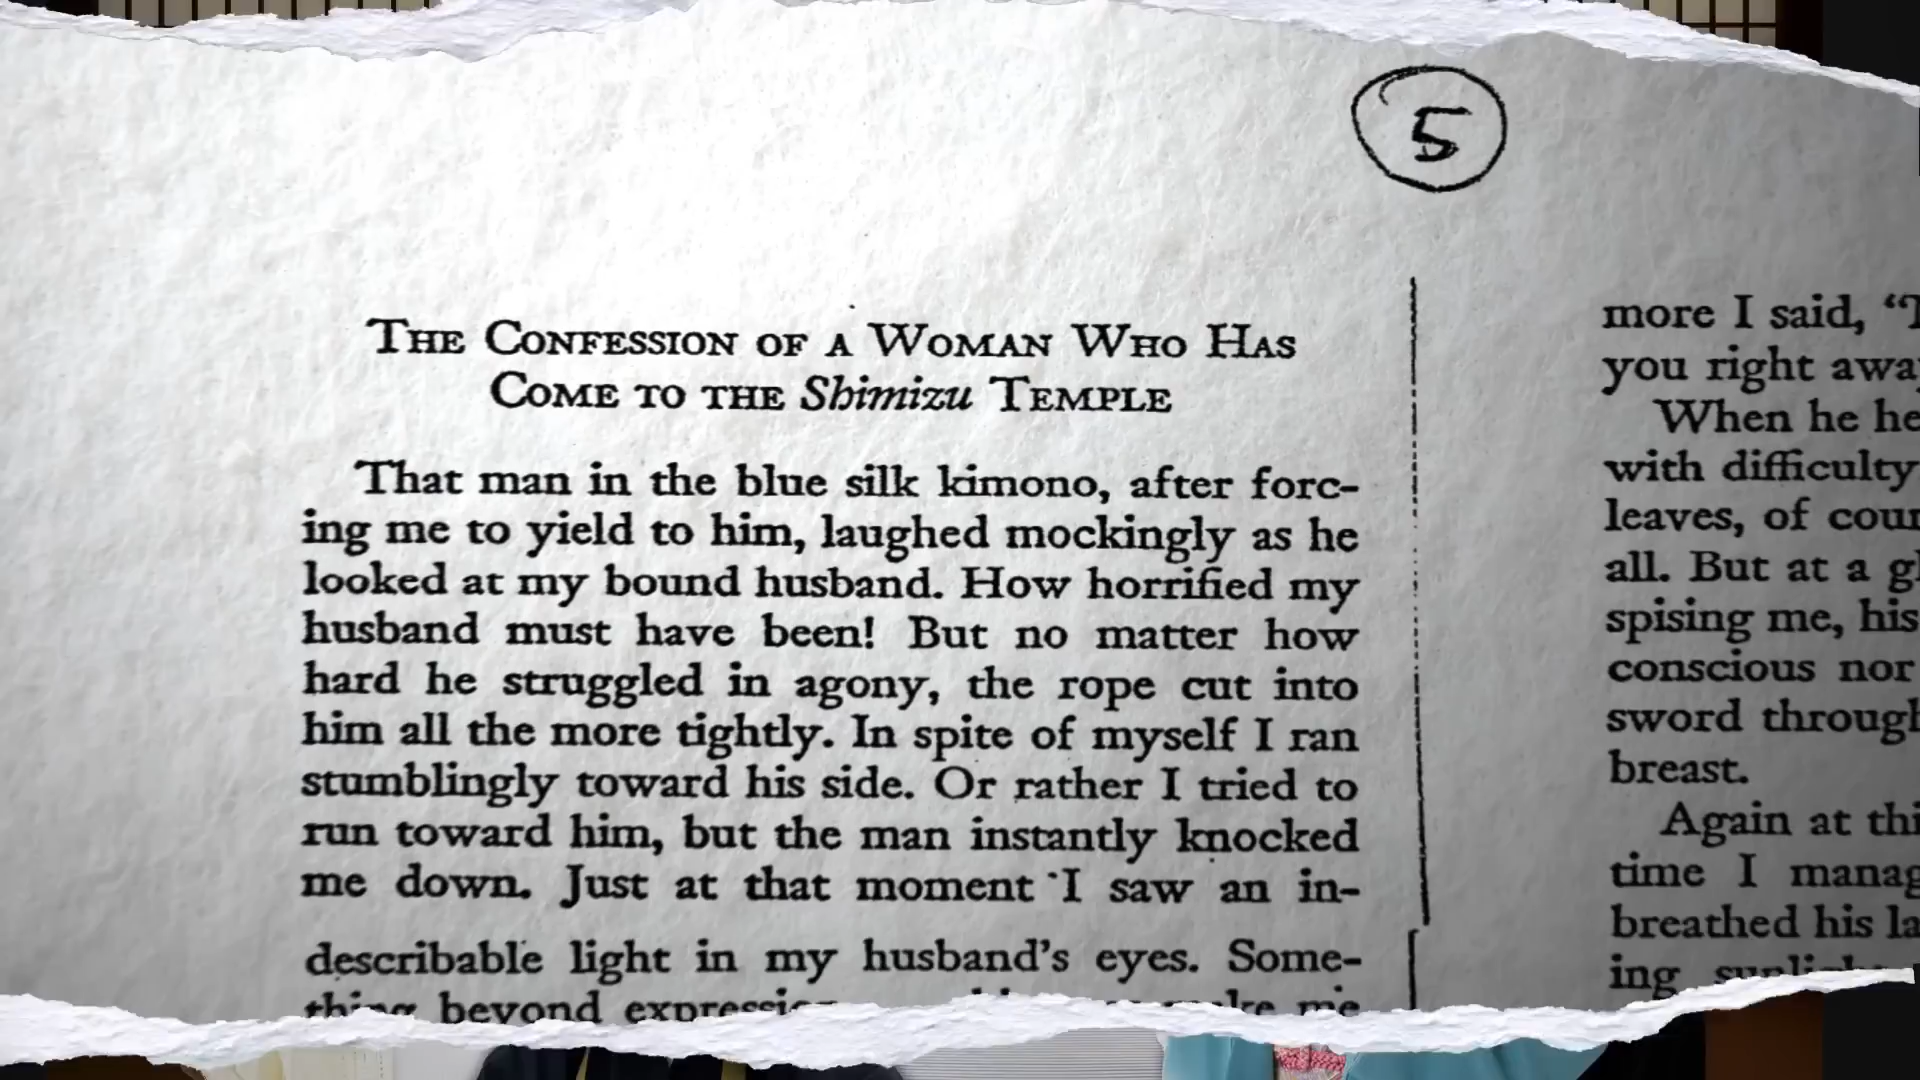 5
THE CONFESSION OF A WOMAN WHO HAS
COME TO THE Shimizu TEMPLE
That man in the blue silk kimono, after forc-
ing me to yield to him, laughed mockingly as he
looked at my bound husband. How horrified my
husband must have been! But no matter how
hard he struggled in agony, the rope cut into
him all the more tightly. In spite of myself I ran
stumblingly toward his side. Or rather I tried to
run toward him, but the man instantly knocked
me down. Just at that moment I saw an in-
describable light in my husband's eyes. Some-
thing beyond me
more I said,
you right
When he
with difficulty
leaves, of
all. But at a
spising me, his
conscious nor
sword
breast.
Again at
time I
breathed his
ing